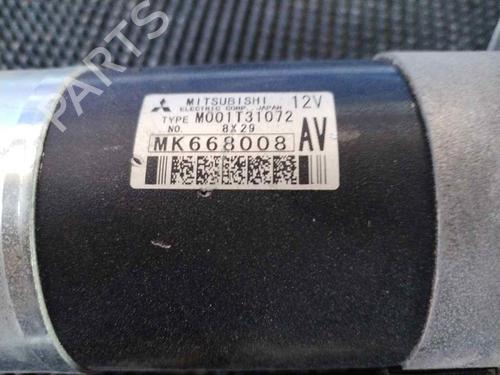 MITSUBISHI 12V
ELECTRIC CORP. JAPAN
TYPE M001T31072
NO. 8X29
MK668008 AV
PARTS